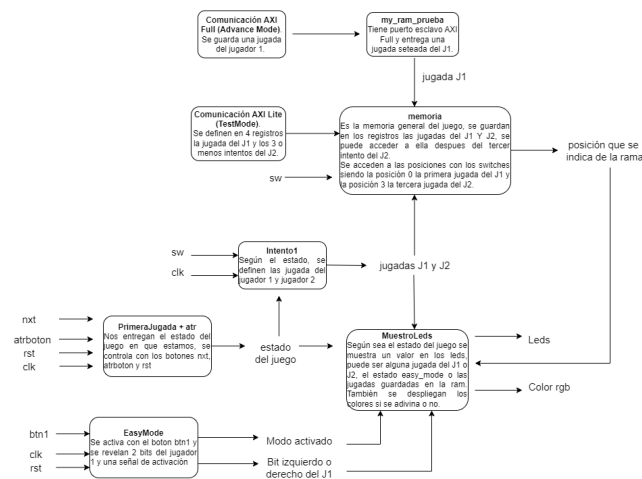 Comunicación AXI
Full (Advance Mode).
Se guarda una jugada
del jugador 1.
my_ram_prueba
Tiene puerto esclavo AXI
Full y entrega una
jugada seteada del J1.
jugada J1
Comunicación AXI Lite
(TestMode).
Se definen en 4 registros
la jugada del J1 y los 3 o
menos intentos del J2.
memoria
Es la memoria general del juego, se guardan
en los registros las jugadas del J1 Y J2, se
puede acceder a ella despues del tercer
intento del J2.
Se acceden a las posiciones con los switches
siendo la posición 0 la primera jugada del J1 y
la posición 3 la tercera jugada del J2.
sw
posición que se
indica de la rama
sw
clk
Intento1
Según el estado, se
definen las jugada del
jugador 1 y jugador 2
jugadas J1 y J2
nxt
atrboton
rst
clk
PrimeraJugada + atr
Nos entregan el estado del
juego en que estamos, se
controla con los botones nxt,
atrboton y rst
estado
del juego
MuestroLeds
Según sea el estado del juego se
muestra un valor en los leds,
puede ser alguna jugada del J1 o
J2, el estado easy_mode o las
jugadas guardadas en la ram.
También se despliegan los
colores si se adivina o no.
Leds
Color rgb
btn1
clk
rst
EasyMode
Se activa con el boton btn1 y
se revelan 2 bits del jugador
1 y una señal de activación
Modo activado
Bit izquierdo o
derecho del J1